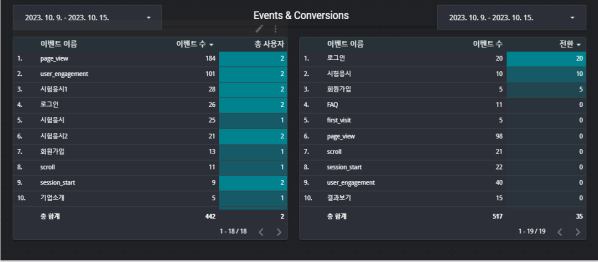 Events & Conversions
2023. 10. 9. - 2023. 10. 15.
2023. 10. 9. - 2023. 10. 15.
이벤트 이름 이벤트 수 총 사용자
1. page_view 184 2
2. user_engagement 101 2
3. 시험응시1 28 2
4. 로그인 26 2
5. 시험응시 25 1
6. 시험응시2 21 2
7. 회원가입 13 1
8. scroll 11 1
9. session_start 9 2
10. 기업소개 5 1
총 합계 442 2
1 - 18 / 18
이벤트 이름 이벤트 수 전환
1. 로그인 20 20
2. 시험응시 10 10
3. 회원가입 5 5
4. FAQ 11 0
5. first_visit 5 0
6. page_view 98 0
7. scroll 21 0
8. session_start 22 0
9. user_engagement 40 0
10. 결과보기 15 0
총 합계 517 35
1 - 19 / 19